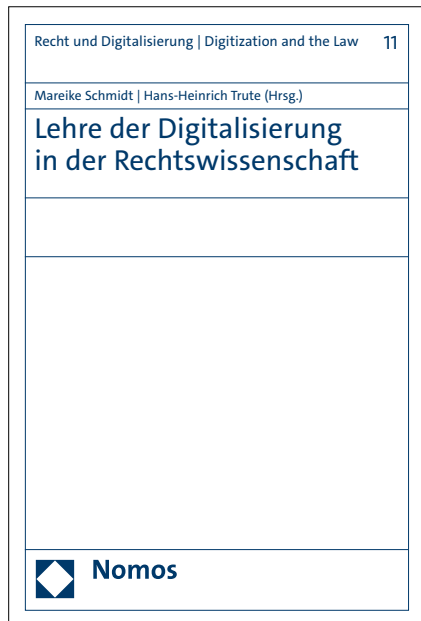 Recht und Digitalisierung | Digitization and the Law 11
Mareike Schmidt | Hans-Heinrich Trute (Hrsg.)
Lehre der Digitalisierung
in der Rechtswissenschaft
Nomos